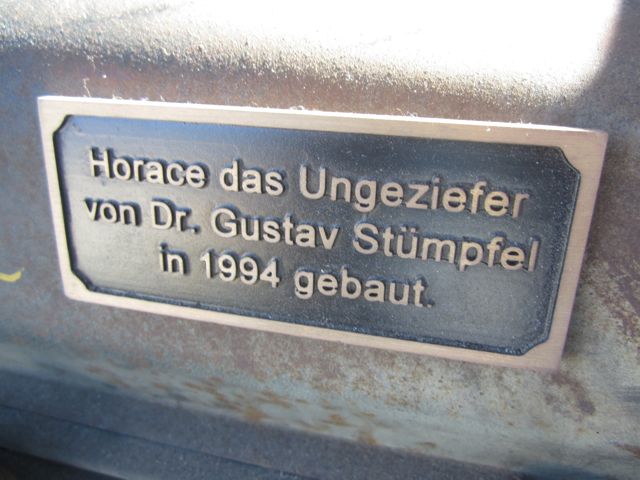 Horace das Ungeziefer
von Dr. Gustav Stümpfel
in 1994 gebaut.